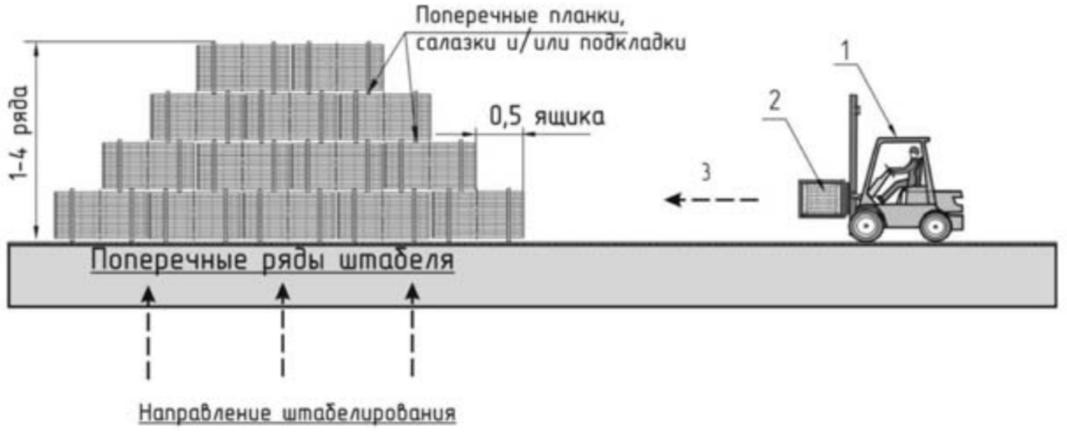 Поперечные планки,
салазки и/или подкладки
1-4 ряда
0,5 ящика
1
2
3
Поперечные ряды штабеля
Направление штабелирования